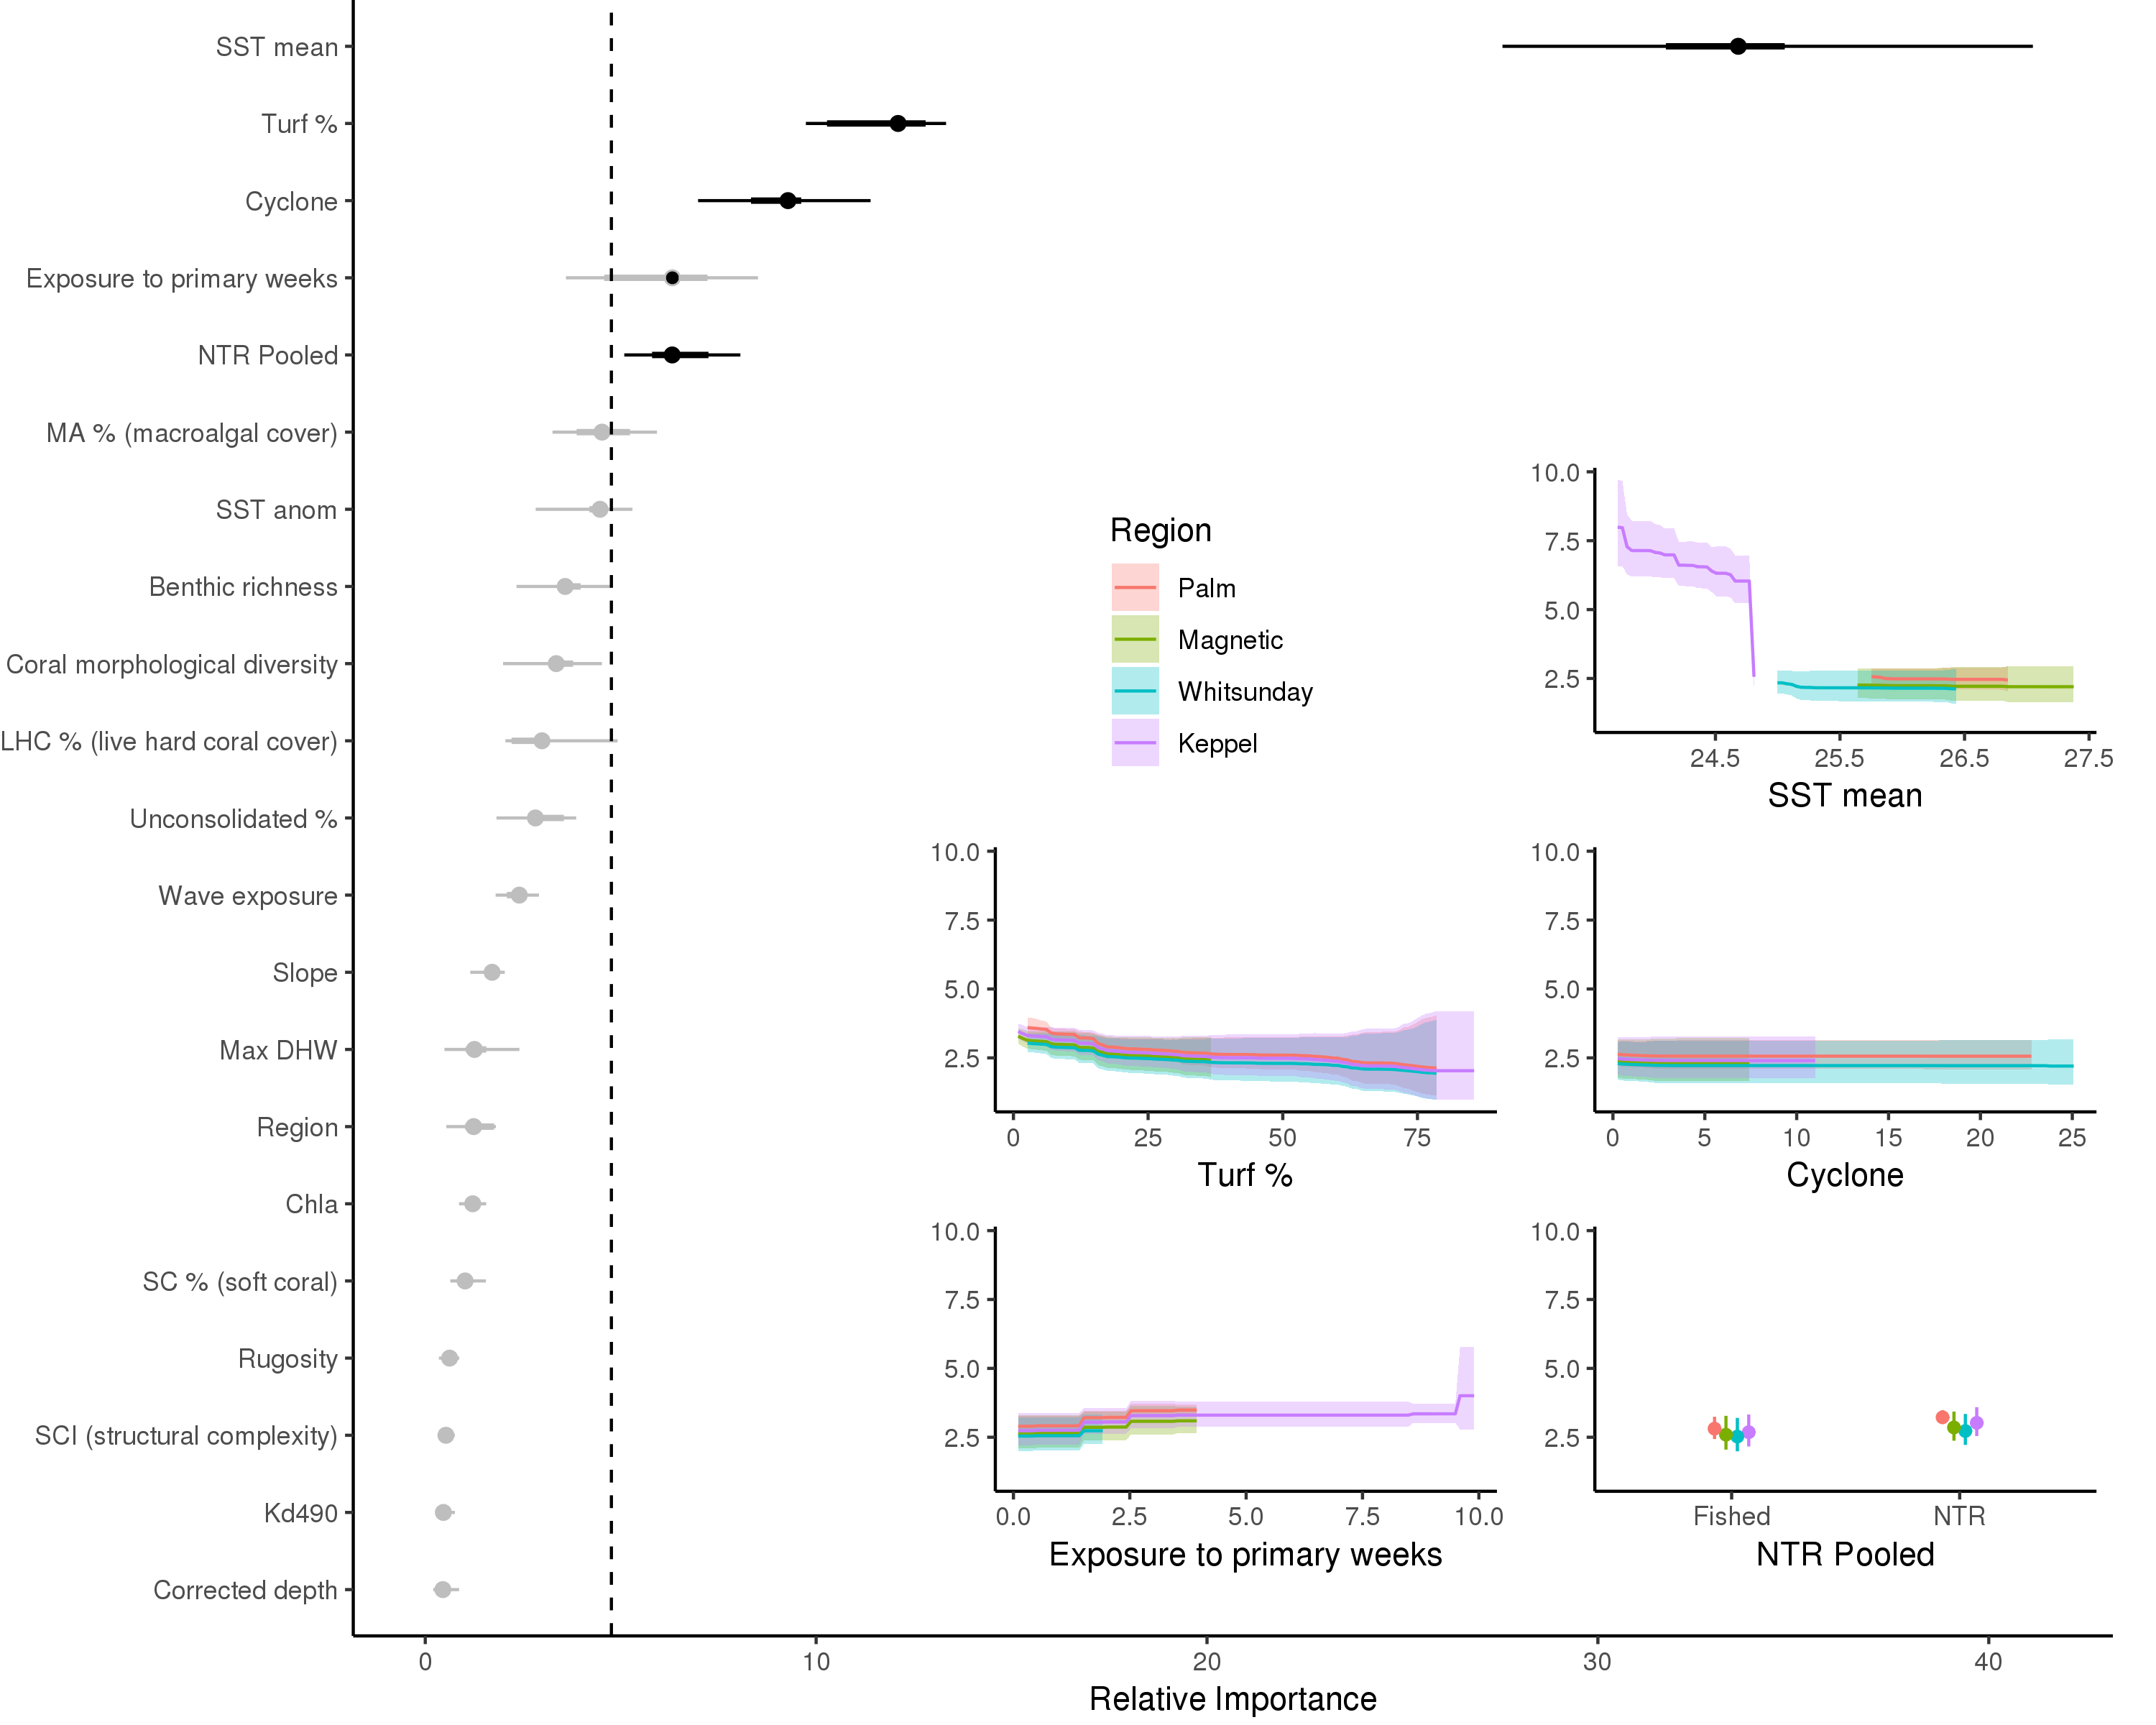 SST mean
Turf %
Cyclone
Exposure to primary weeks
NTR Pooled
MA % (macroalgal cover)
SST anom
Benthic richness
Coral morphological diversity
LHC % (live hard coral cover)
Unconsolidated %
Wave exposure
Slope
Max DHW
Region
Chla
SC % (soft coral)
Rugosity
SCI (structural complexity)
Kd490
Corrected depth
0 10 20 30 40
Relative Importance
Region
Palm
Magnetic
Whitsunday
Keppel
10.0
7.5
5.0
2.5
24.5 25.5 26.5 27.5
SST mean
10.0
7.5
5.0
2.5
0 25 50 75
Turf %
10.0
7.5
5.0
2.5
0 5 10 15 20 25
Cyclone
10.0
7.5
5.0
2.5
0.0 2.5 5.0 7.5 10.0
Exposure to primary weeks
10.0
7.5
5.0
2.5
Fished NTR
NTR Pooled